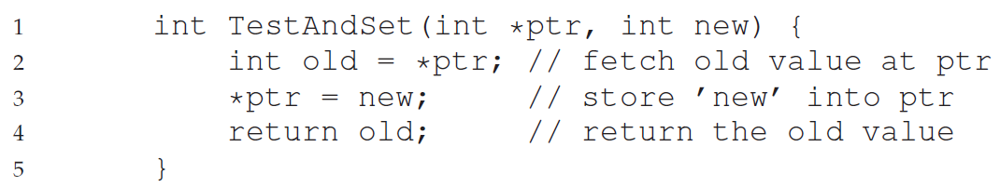 1 int TestAndSet(int *ptr, int new) {
2 int old = *ptr; // fetch old value at ptr
3 *ptr = new; // store ’new’ into ptr
4 return old; // return the old value
5 }